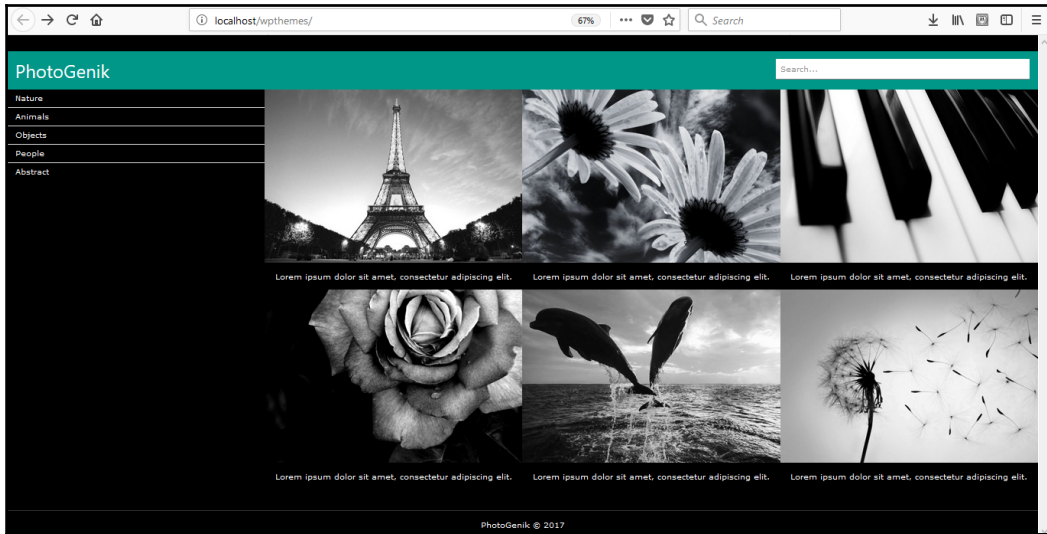 localhost/wpthemes/
67%
Search
PhotoGenik
Search...
Nature
Animals
Objects
People
Abstract
Lorem ipsum dolor sit amet, consectetur adipiscing elit.
Lorem ipsum dolor sit amet, consectetur adipiscing elit.
Lorem ipsum dolor sit amet, consectetur adipiscing elit.
Lorem ipsum dolor sit amet, consectetur adipiscing elit.
Lorem ipsum dolor sit amet, consectetur adipiscing elit.
Lorem ipsum dolor sit amet, consectetur adipiscing elit.
PhotoGenik © 2017